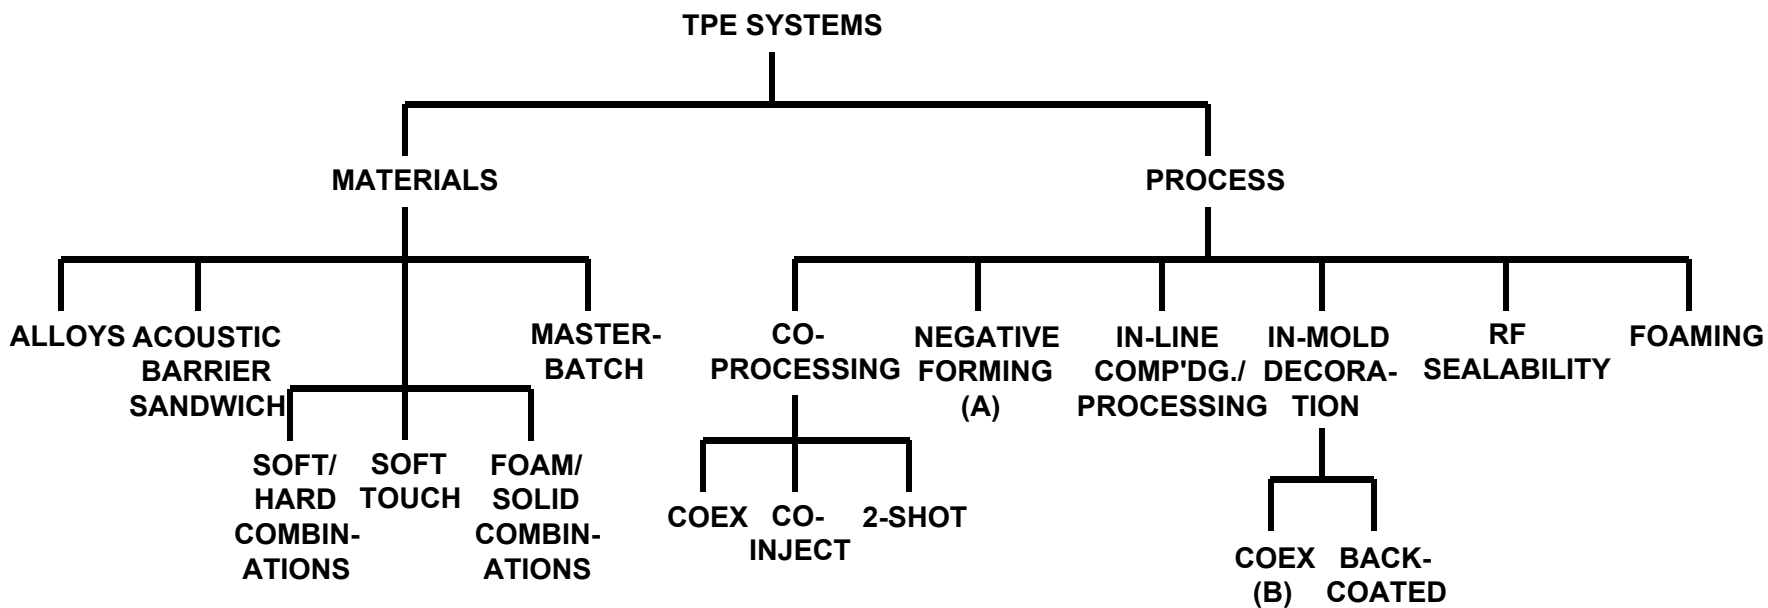 TPE SYSTEMS
MATERIALS
PROCESS
ALLOYS
ACOUSTIC
BARRIER
SANDWICH
MASTER-
BATCH
SOFT/
HARD
COMBIN-
ATIONS
SOFT
TOUCH
FOAM/
SOLID
COMBIN-
ATIONS
CO-
PROCESSING
NEGATIVE
FORMING
(A)
IN-LINE
COMP'DG./
PROCESSING
IN-MOLD
DECORA-
TION
RF
SEALABILITY
FOAMING
COEX
CO-
INJECT
2-SHOT
COEX
(B)
BACK-
COATED